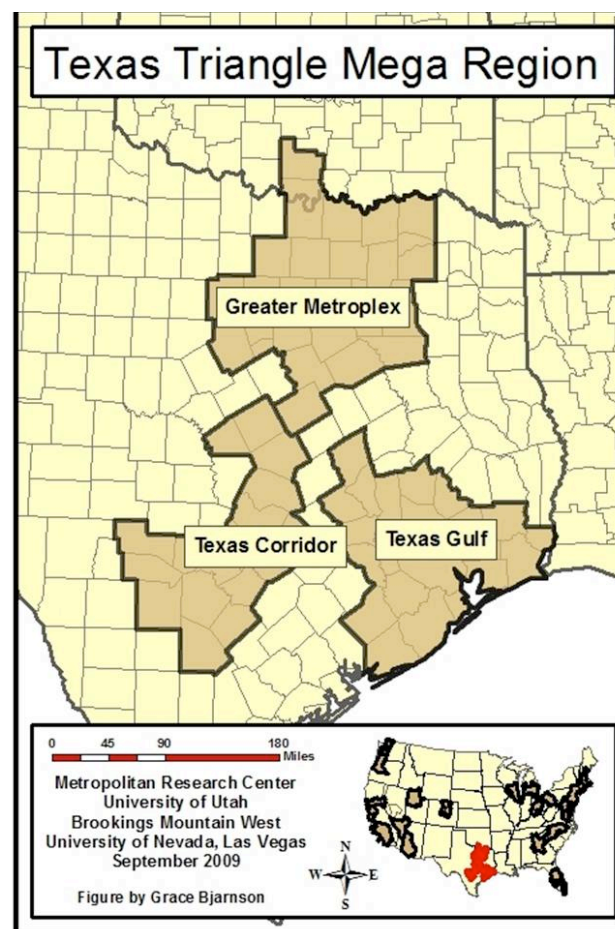 Texas Triangle Mega Region
Greater Metroplex
Texas Corridor
Texas Gulf
0 45 90 180
Miles
Metropolitan Research Center
University of Utah
Brookings Mountain West
University of Nevada, Las Vegas
September 2009
Figure by Grace Bjarnson
N
W E
S